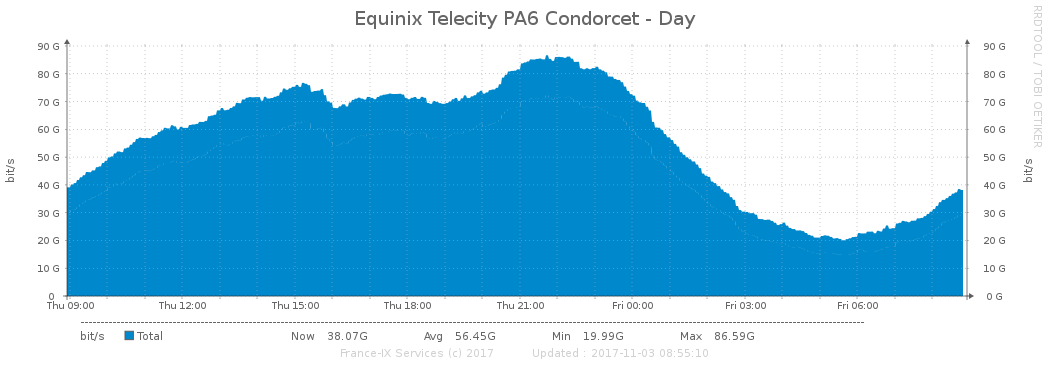 Equinix Telecity PA6 Condorcet - Day
RRDTOOL / TOBI OETIKER
90 G 90 G
80 G 80 G
70 G 70 G
60 G 60 G
50 G 50 G
40 G 40 G
30 G 30 G
20 G 20 G
10 G 10 G
0 0 G
bit/s bit/s
Thu 09:00 Thu 12:00 Thu 15:00 Thu 18:00 Thu 21:00 Fri 00:00 Fri 03:00 Fri 06:00
bit/s Total Now 38.07G Avg 56.45G Min 19.99G Max 86.59G
France-IX Services (c) 2017 Updated : 2017-11-03 08:55:10